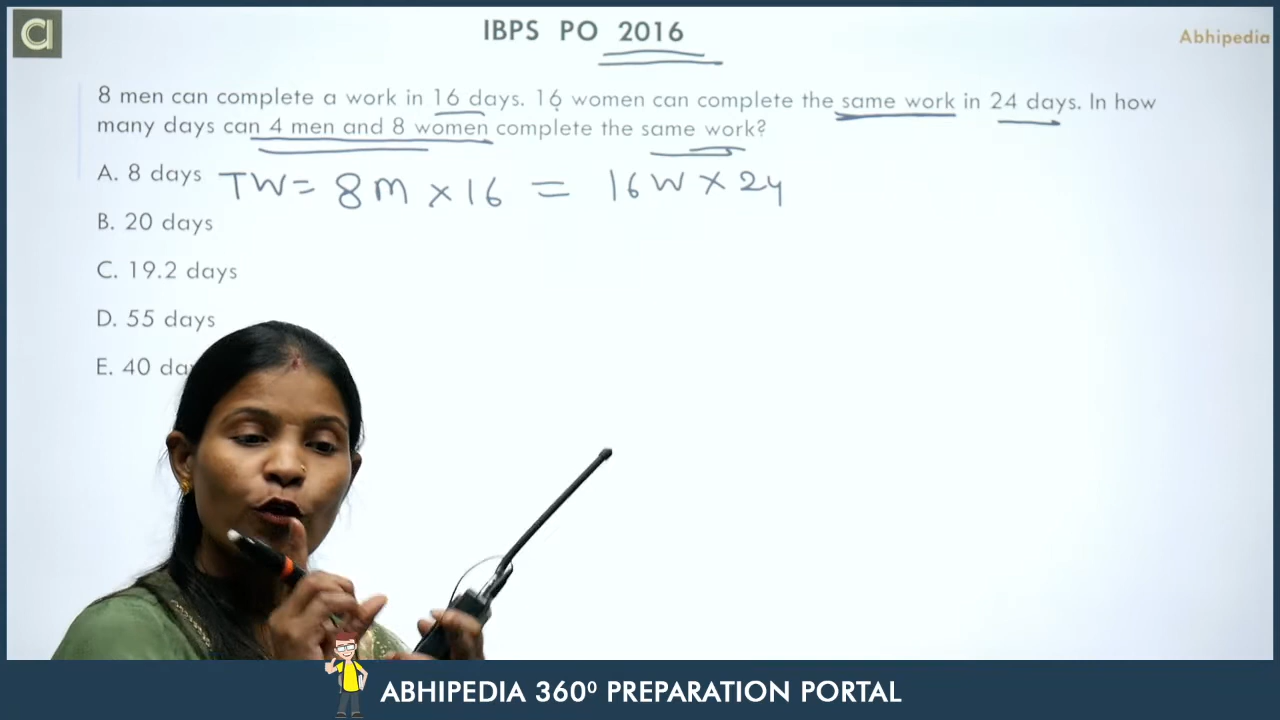 IBPS PO 2016
Abhipedia
8 men can complete a work in 16 days. 16 women can complete the same work in 24 days. In how
many days can 4 men and 8 women complete the same work?
A. 8 days
TW = 8M × 16 = 16W × 24
B. 20 days
C. 19.2 days
D. 55 days
E. 40
ABHIPEDIA 360⁰ PREPARATION PORTAL